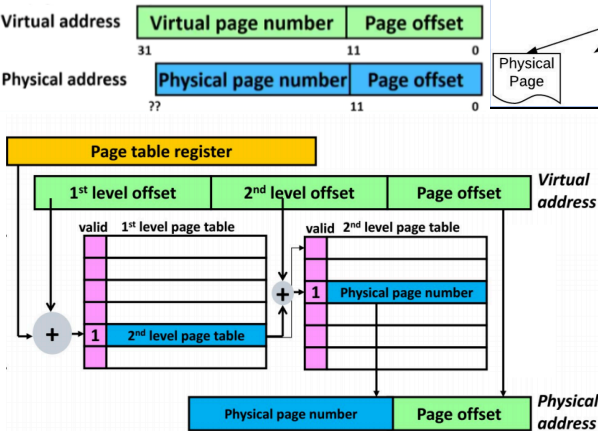 Virtual address
Virtual page number
Page offset
31
11
0
Physical address
Physical page number
Page offset
??
11
0
Physical
Page
Page table register
1st level offset
2nd level offset
Page offset
Virtual
address
valid
1st level page table
valid
2nd level page table
+
1
2nd level page table
+
1
Physical page number
Physical page number
Page offset
Physical
address